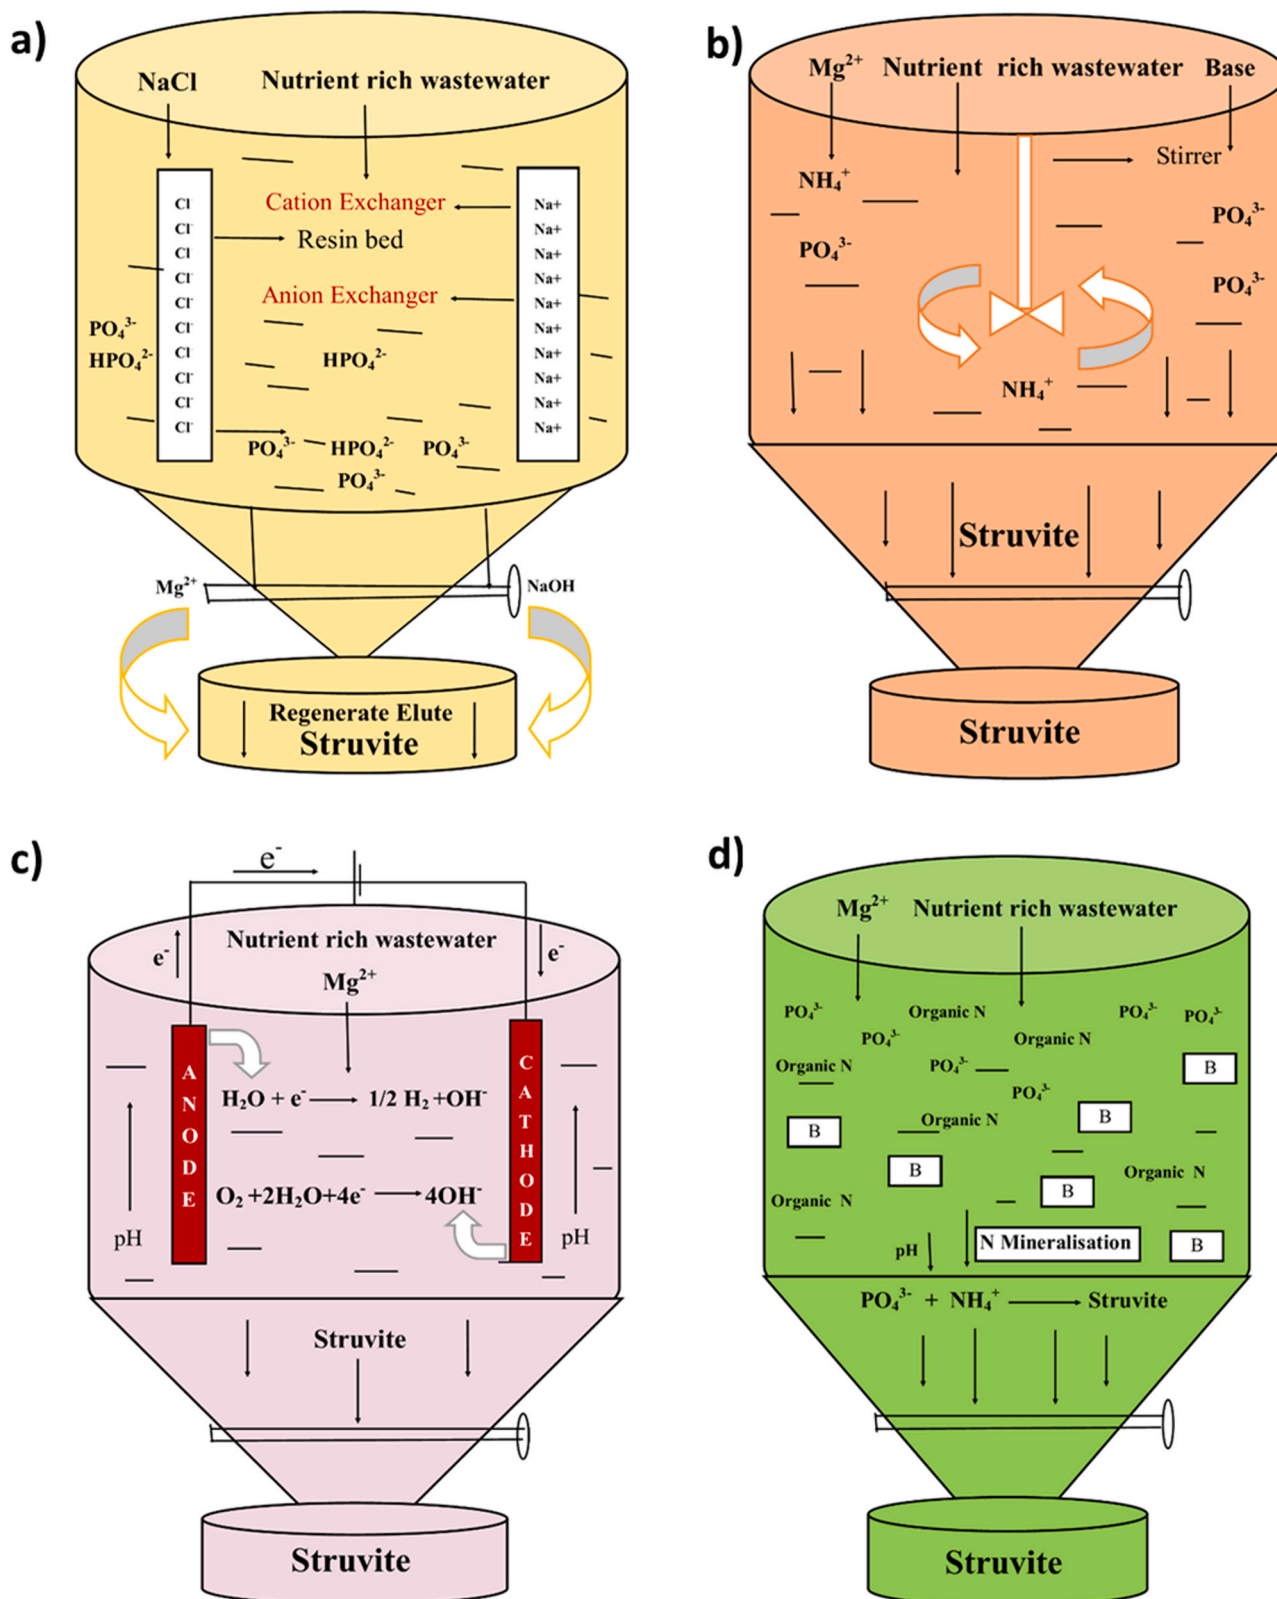 a)
NaCl Nutrient rich wastewater
Cl Na+
Cation Exchanger
Cl⁻ Na+
Resin bed
Cl⁻ Na+
Cl⁻ Na+
Anion Exchanger
Cl⁻ Na+
PO₄³⁻ Cl⁻ Na+
HPO₄²⁻ Cl⁻ HPO₄²⁻ Na+
Cl⁻ Na+
Cl⁻ Na+
Cl⁻ Na+
PO₄³⁻ HPO₄²⁻ PO₄³⁻
PO₄³⁻
Mg²⁺ NaOH
Regenerate Elute
Struvite
b)
Mg²⁺ Nutrient rich wastewater Base
Stirrer
NH₄⁺
PO₄³⁻
PO₄³⁻
PO₄³⁻
NH₄⁺
Struvite
Struvite
c)
e⁻
Nutrient rich wastewater
e⁻ e⁻
Mg²⁺
ANODE
CATHODE
H₂O + e⁻ 1/2 H₂ +OH⁻
O₂ +2H₂O+4e⁻ 4OH⁻
pH pH
Struvite
Struvite
d)
Mg²⁺ Nutrient rich wastewater
PO₄³⁻ Organic N PO₄³⁻ PO₄³⁻
PO₄³⁻ Organic N
Organic N PO₄³⁻ B
PO₄³⁻
B Organic N B
B Organic N
Organic N B
pH N Mineralisation B
PO₄³⁻ + NH₄⁺ Struvite
Struvite